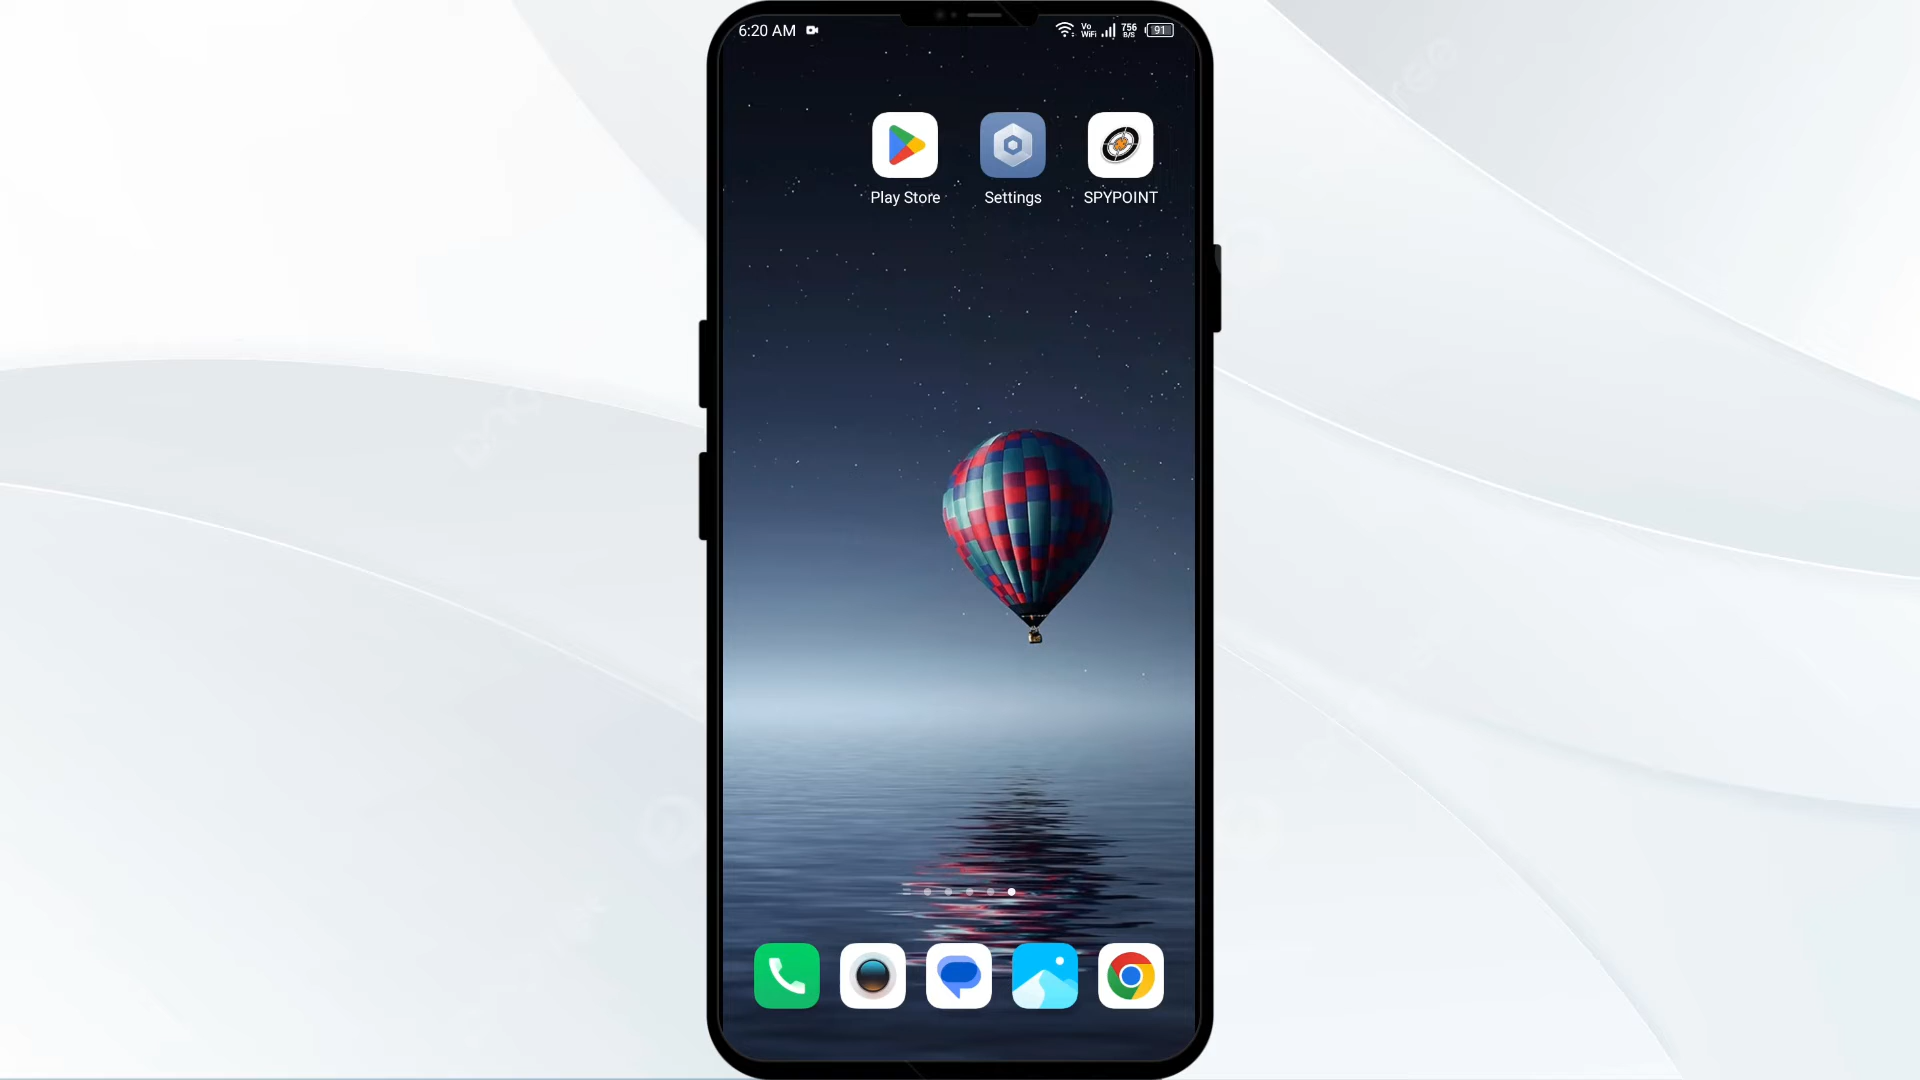 6:20 AM
Vo
WiFi
756
B/S
91
Play Store
Settings
SPYPOINT